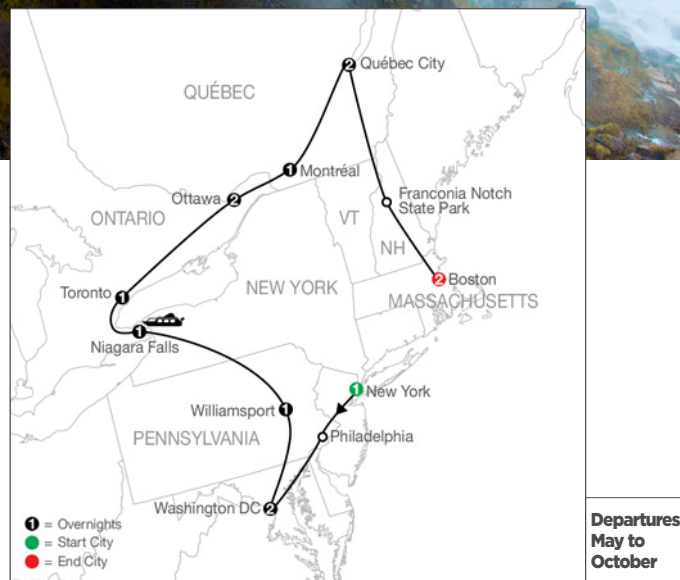 2 Québec City
QUÉBEC
1 Montréal
Ottawa 2
Franconia Notch
State Park
ONTARIO
VT
NH
2 Boston
Toronto 1
NEW YORK
MASSACHUSETTS
1
Niagara Falls
1 New York
Williamsport 1
PENNSYLVANIA
Philadelphia
Washington DC 2
1 = Overnights
= Start City
= End City
Departures
May to
October